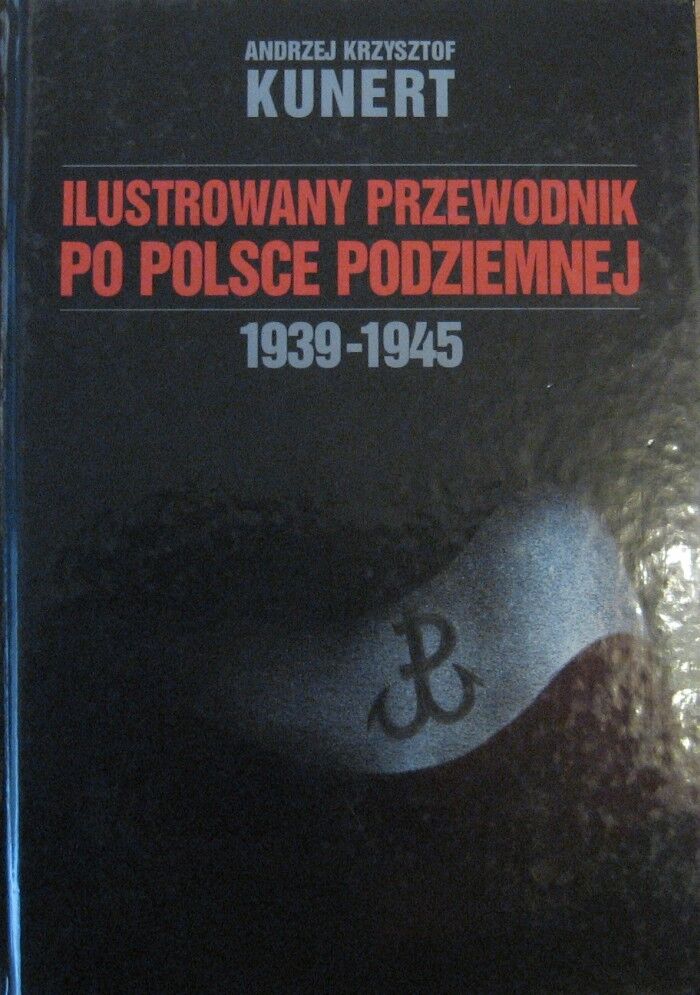 ANDRZEJ KRZYSZTOF
KUNERT
ILUSTROWANY PRZEWODNIK
PO POLSCE PODZIEMNEJ
1939-1945